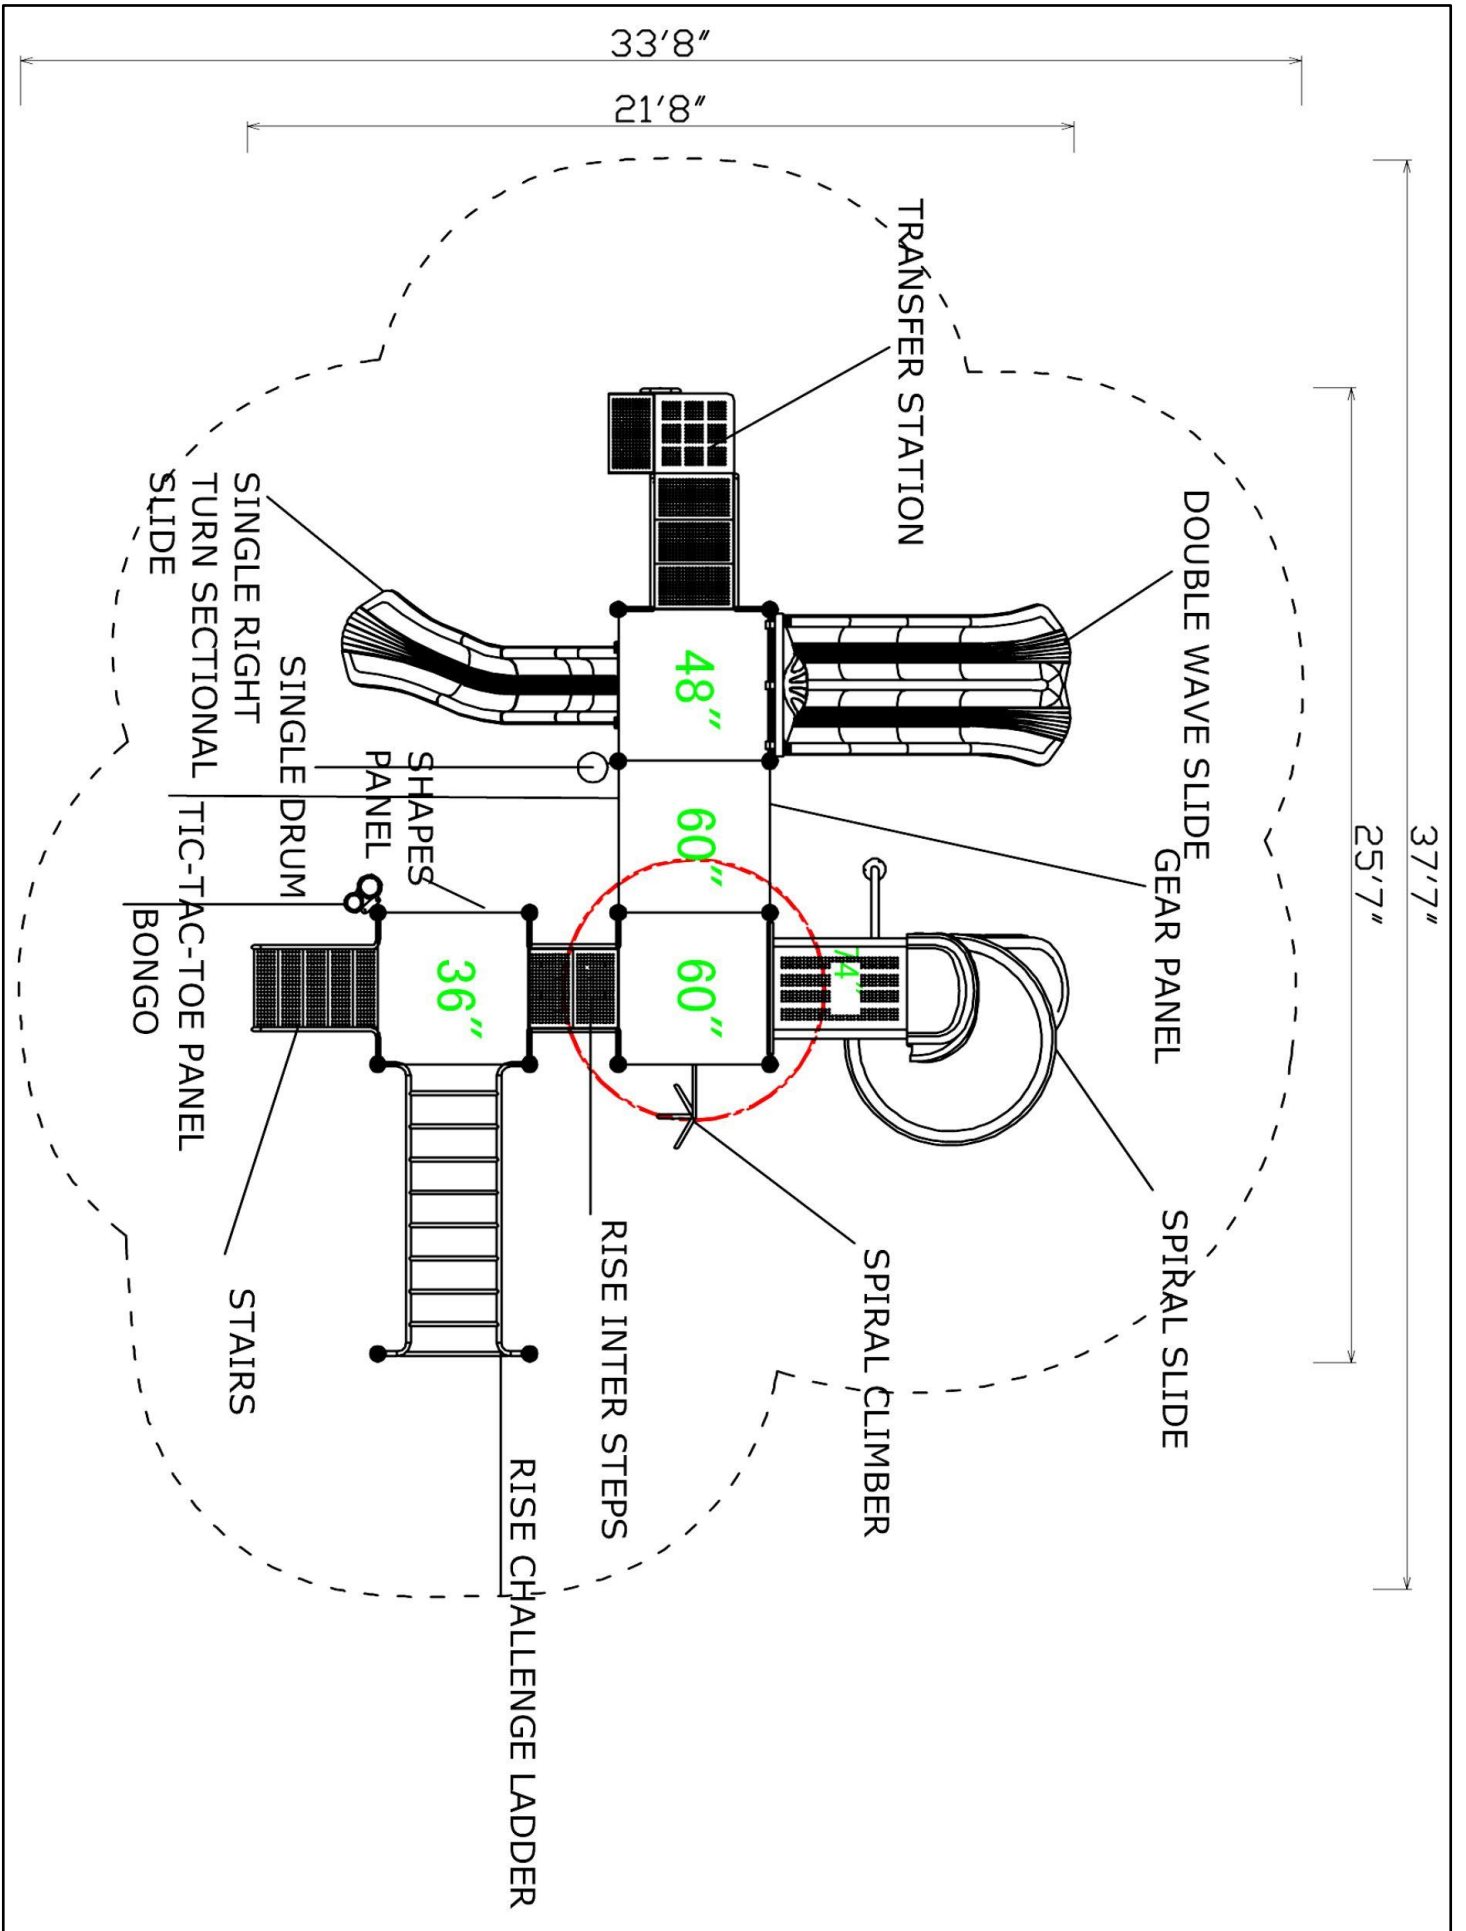 33'8"
21'8"
37'7"
25'7"
TRANSFER STATION
DOUBLE WAVE SLIDE
GEAR PANEL
SPIRAL SLIDE
SINGLE RIGHT
TURN SECTIONAL
SLIDE
SINGLE DRUM
SHAPES
PANEL
TIC-TAC-TOE PANEL
BONGO
48"
60"
60"
74"
36"
SPIRAL CLIMBER
RISE INTER STEPS
STAIRS
RISE CHALLENGE LADDER